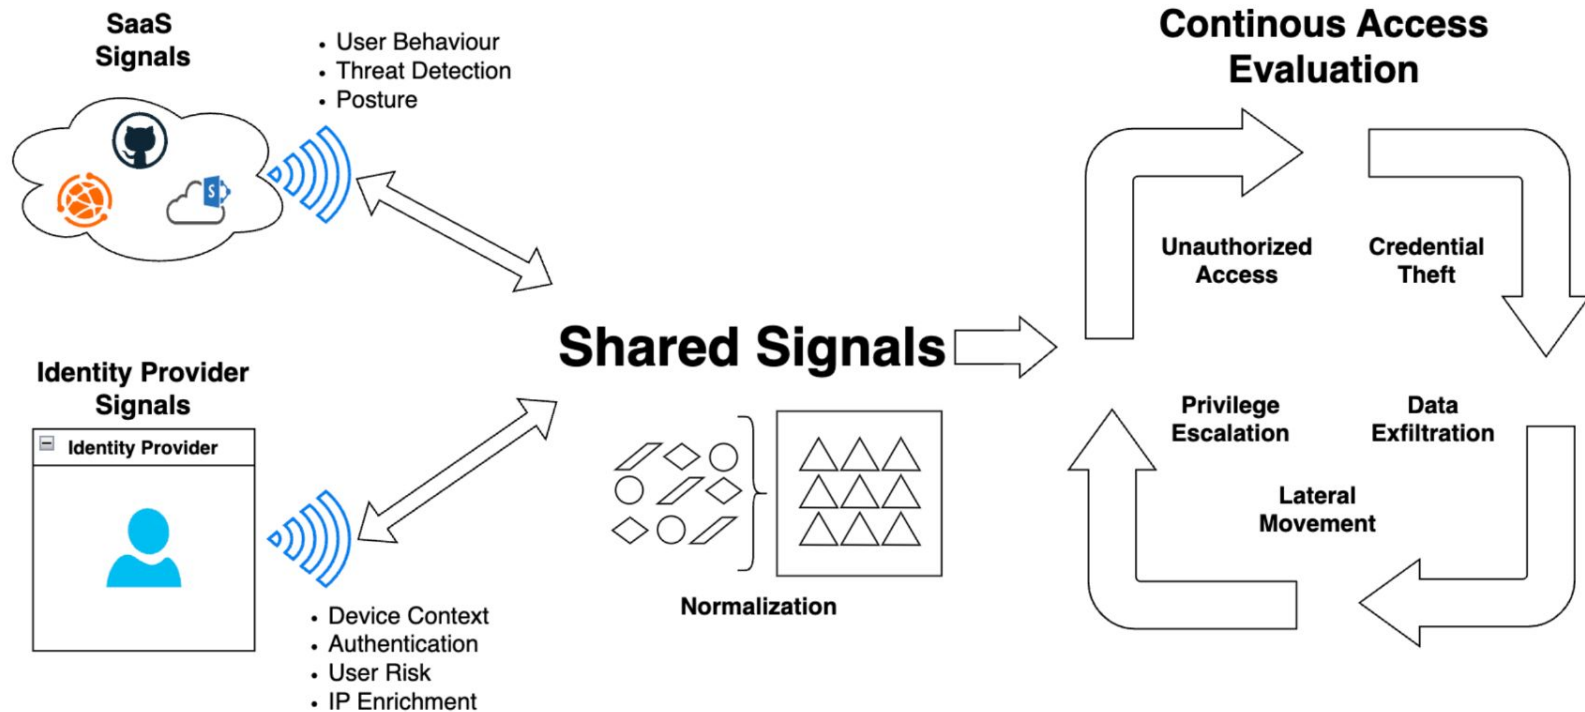 SaaS
Signals
• User Behaviour
• Threat Detection
• Posture
Continous Access
Evaluation
Unauthorized
Access
Credential
Theft
Shared Signals
Identity Provider
Signals
Identity Provider
Privilege
Escalation
Data
Exfiltration
Lateral
Movement
Normalization
• Device Context
• Authentication
• User Risk
• IP Enrichment
S